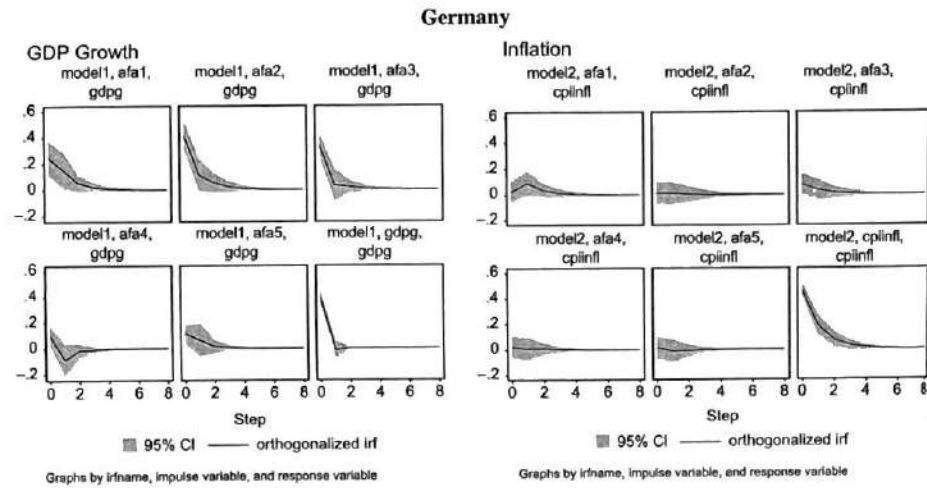 Germany
GDP Growth
model1, afa1,
gdpg
model1, afa2,
gdpg
model1, afa3,
gdpg
.6
.4
.2
0
-.2
model1, afa4,
gdpg
model1, afa5,
gdpg
model1, gdpg,
gdpg
.6
.4
.2
0
-.2
0 2 4 6 8 0 2 4 6 8 0 2 4 6 8
Step
95% CI orthogonalized irf
Graphs by irfname, impulse variable, and response variable
Inflation
model2, afa1,
cpiinfl
model2, afa2,
cpiinfl
model2, afa3,
cpiinfl
.6
.4
.2
0
-.2
model2, afa4,
cpiinfl
model2, afa5,
cpiinfl
model2, cpiinfl,
cpiinfl
.6
.4
.2
0
-.2
0 2 4 6 8 0 2 4 6 8 0 2 4 6 8
Step
95% CI orthogonalized irf
Graphs by irfname, impulse variable, and response variable